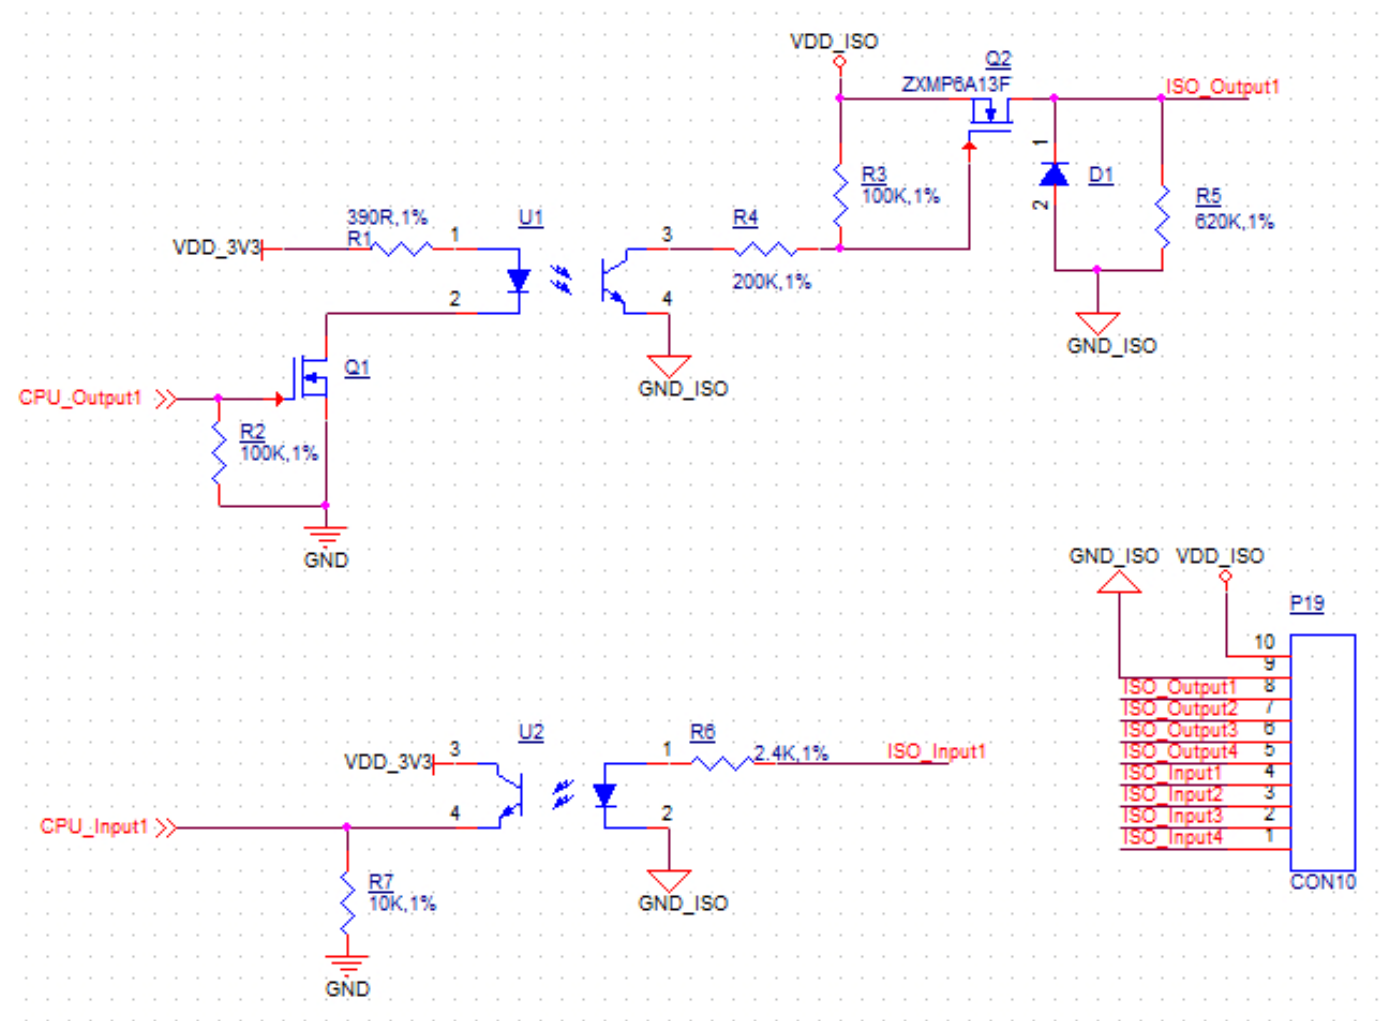 VDD_ISO
Q2
ZXMP6A13F
ISO_Output1
1
R3
100K,1%
D1
2
R5
620K,1%
390R,1%
R1
VDD_3V3
1
U1
3
R4
200K,1%
2
4
GND_ISO
GND_ISO
Q1
CPU_Output1
R2
100K,1%
GND
GND_ISO
VDD_ISO
P19
10
9
ISO_Output1 8
ISO_Output2 7
ISO_Output3 6
ISO_Output4 5
ISO_Input1 4
ISO_Input2 3
ISO_Input3 2
ISO_Input4 1
CON10
U2
VDD_3V3
3
1
R6
2.4K,1%
ISO_Input1
CPU_Input1
4
2
R7
10K,1%
GND_ISO
GND